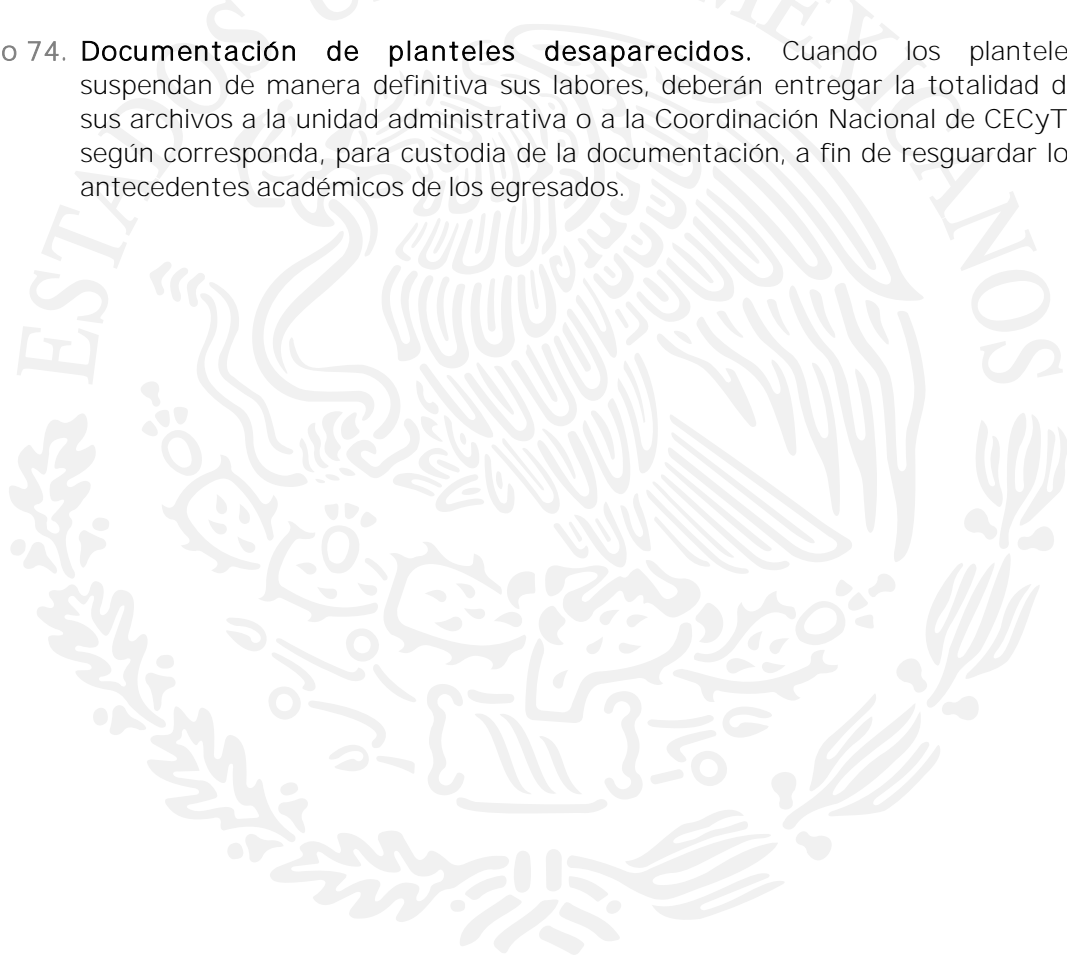 o 74. Documentación de planteles desaparecidos. Cuando los plantele
suspendan de manera definitiva sus labores, deberán entregar la totalidad d
sus archivos a la unidad administrativa o a la Coordinación Nacional de CECyT
según corresponda, para custodia de la documentación, a fin de resguardar lo
antecedentes académicos de los egresados.
ESTADOS U MEXICANOS